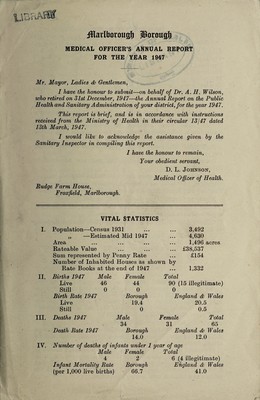 LIBRARY
Marlborough Borough
MEDICAL OFFICER'S ANNUAL REPORT
FOR THE YEAR 1947
Mr. Mayor, Ladies & Gentlemen,
I have the honour to submit—on behalf of Dr. A. H. Wilson,
who retired on 31st December, 1947—the Annual Report on the Public
Health and Sanitary Administration of your district, for the year 1947.
This report is brief, and is in accordance with instructions
received from the Ministry of Health in their circular 13/47 dated
13th March, 1947.
I would like to acknowledge the assistance given by the
Sanitary Inspector in compiling this report.
I have the honour to remain,
Your obedient servant,
D. L. JOHNSON,
Medical Officer of Health.
Rudge Farm House,
Froxfield, Marlborough.
VITAL STATISTICS
I. Population—Census 1931 ... ... 3,492
„ —Estimated Mid 1947 ... 4,630
Area ... ... ... ... 1,496 acres
Rateable Value ... ... ... £38,537
Sum represented by Penny Rate ... £154
Number of Inhabited Houses as shown by
Rate Books at the end of 1947 ... 1,332
II. Births 1947 Male Female Total
Live 46 44 90 (15 illegitimate)
Still 0 0
Birth Rate 1947 Borough England & Wales
Live 19.4 20.5
Still 0 0.5
III. Deaths 1947 Male Female Total
34 31 65
Death Rate 1947 Borough England & Wales
14.0 12.0
IV. Number of deaths of infants under 1 year of age
Male Female Total
4 2 6 (4 illegitimate)
Infant Mortality Rate Borough England & Wales
(per 1,000 live births) 66.7 41.0